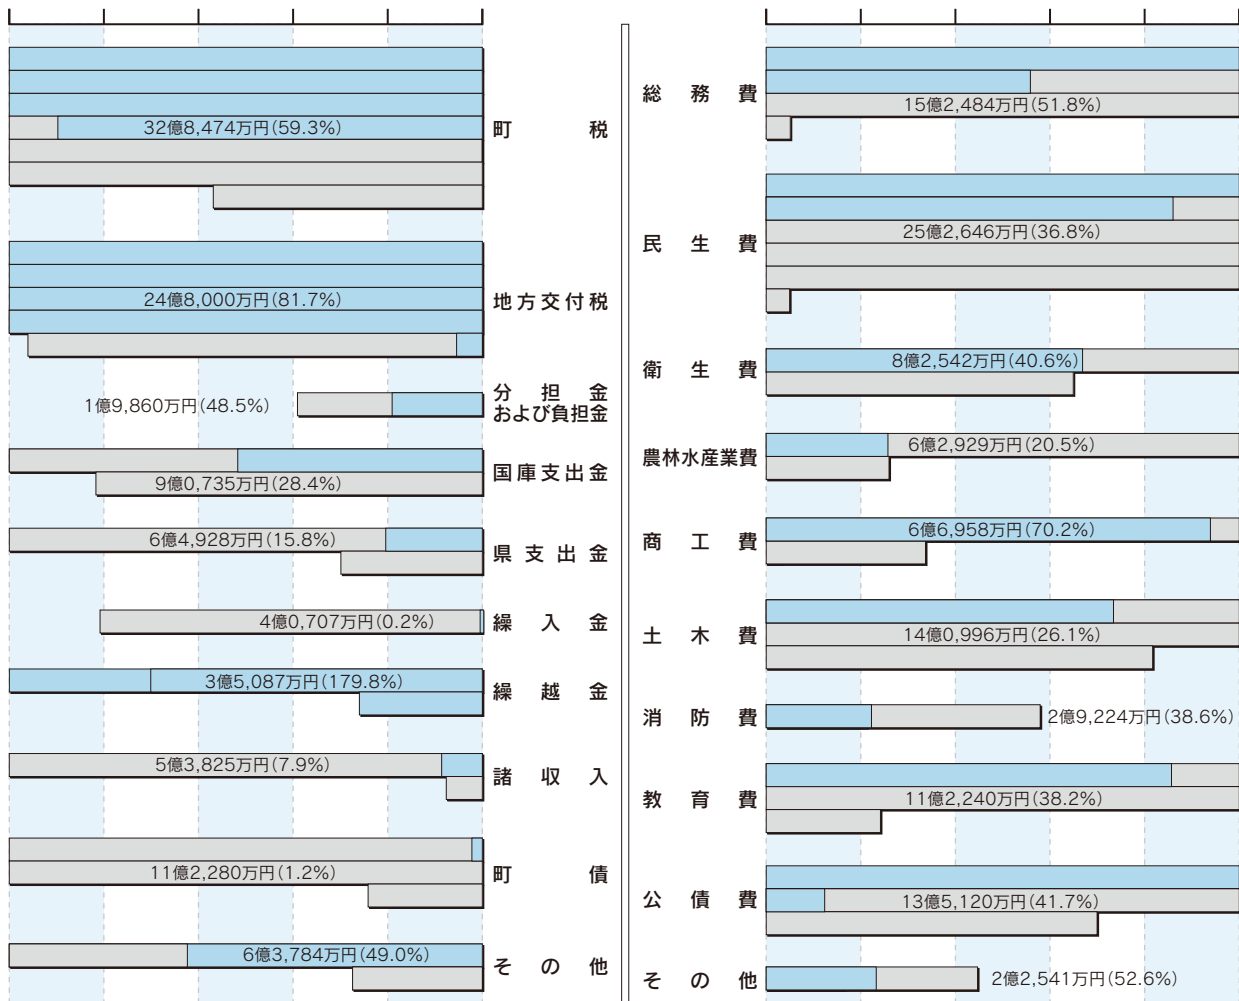 32億8,474万円(59.3%)
町税
24億8,000万円(81.7%)
地方交付税
1億9,860万円(48.5%)
分担金
および負担金
国庫支出金
9億0,735万円(28.4%)
6億4,928万円(15.8%)
県支出金
4億0,707万円(0.2%)
繰入金
3億5,087万円(179.8%)
繰越金
5億3,825万円(7.9%)
諸収入
11億2,280万円(1.2%)
町債
6億3,784万円(49.0%)
その他
総務費
15億2,484万円(51.8%)
民生費
25億2,646万円(36.8%)
衛生費
8億2,542万円(40.6%)
農林水産業費
6億2,929万円(20.5%)
商工費
6億6,958万円(70.2%)
土木費
14億0,996万円(26.1%)
消防費
2億9,224万円(38.6%)
教育費
11億2,240万円(38.2%)
公債費
13億5,120万円(41.7%)
その他
2億2,541万円(52.6%)